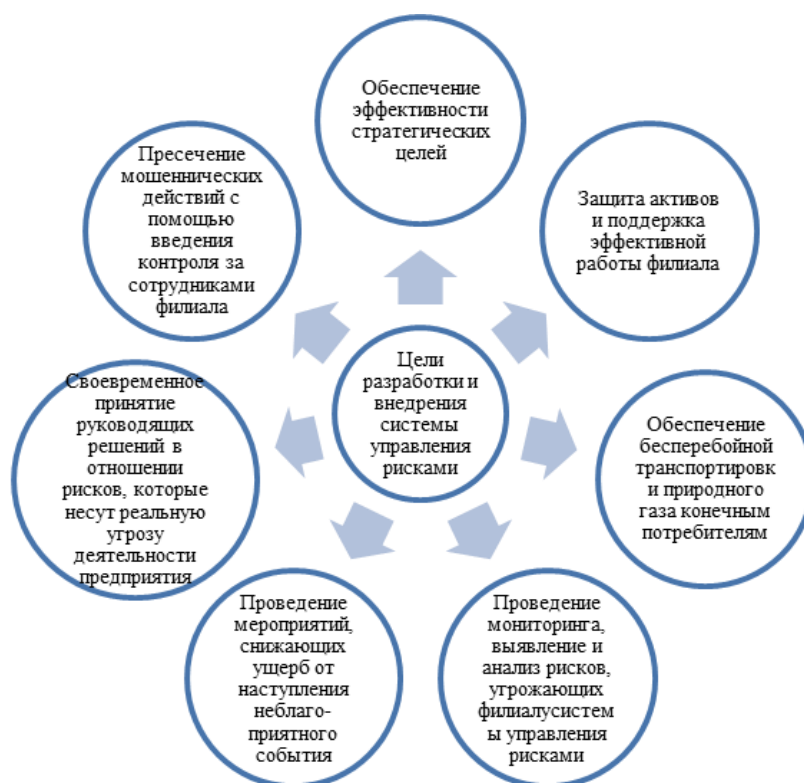 Обеспечение
эффективности
стратегических
целей
Защита активов
и поддержка
эффективной
работы филиала
Обеспечение
бесперебойной
транспортировк
и природного
газа конечным
потребителям
Проведение
мониторинга,
выявление и
анализ рисков,
угрожающих
филиалусистем
ы управления
рисками
Проведение
мероприятий,
снижающих
ущерб от
наступления
неблаго-
приятного
события
Своевременное
принятие
руководящих
решений в
отношении
рисков, которые
несут реальную
угрозу
деятельности
предприятия
Пресечение
мошеннических
действий с
помощью
введения
контроля за
сотрудниками
филиала
Цели
разработки и
внедрения
системы
управления
рисками